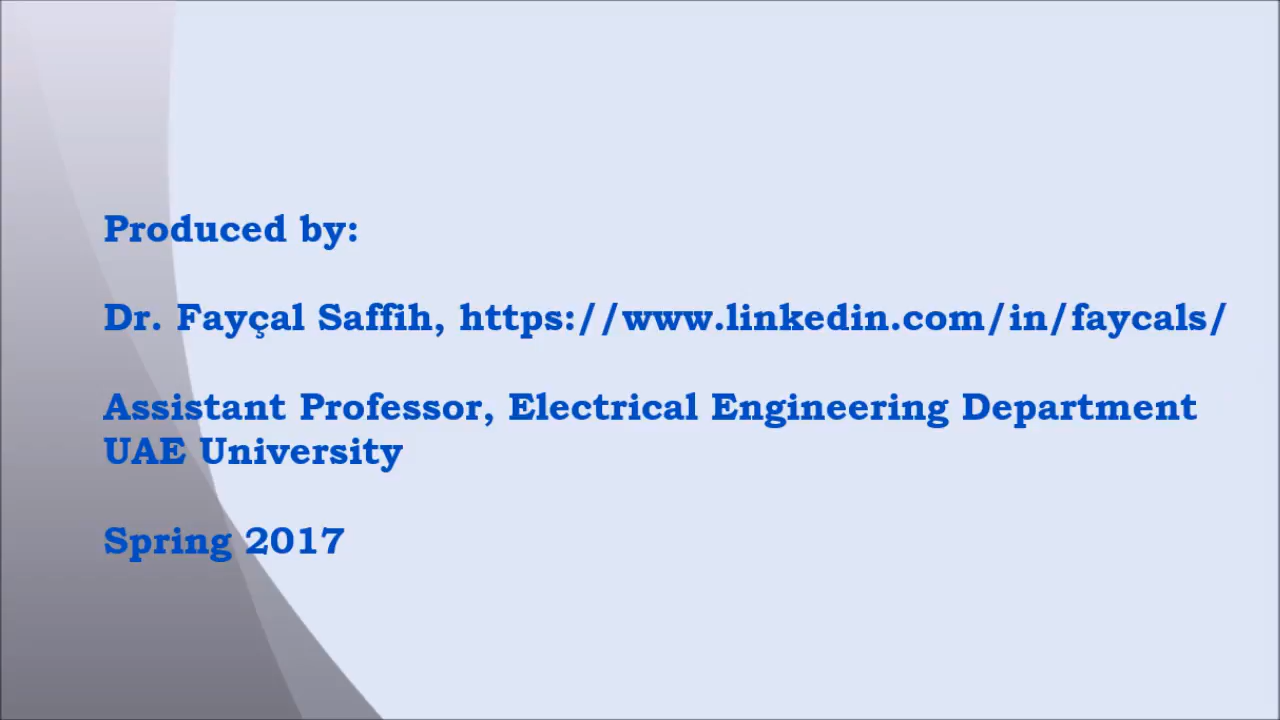 Produced by:
Dr. Fayçal Saffih, https://www.linkedin.com/in/faycals/
Assistant Professor, Electrical Engineering Department
UAE University
Spring 2017